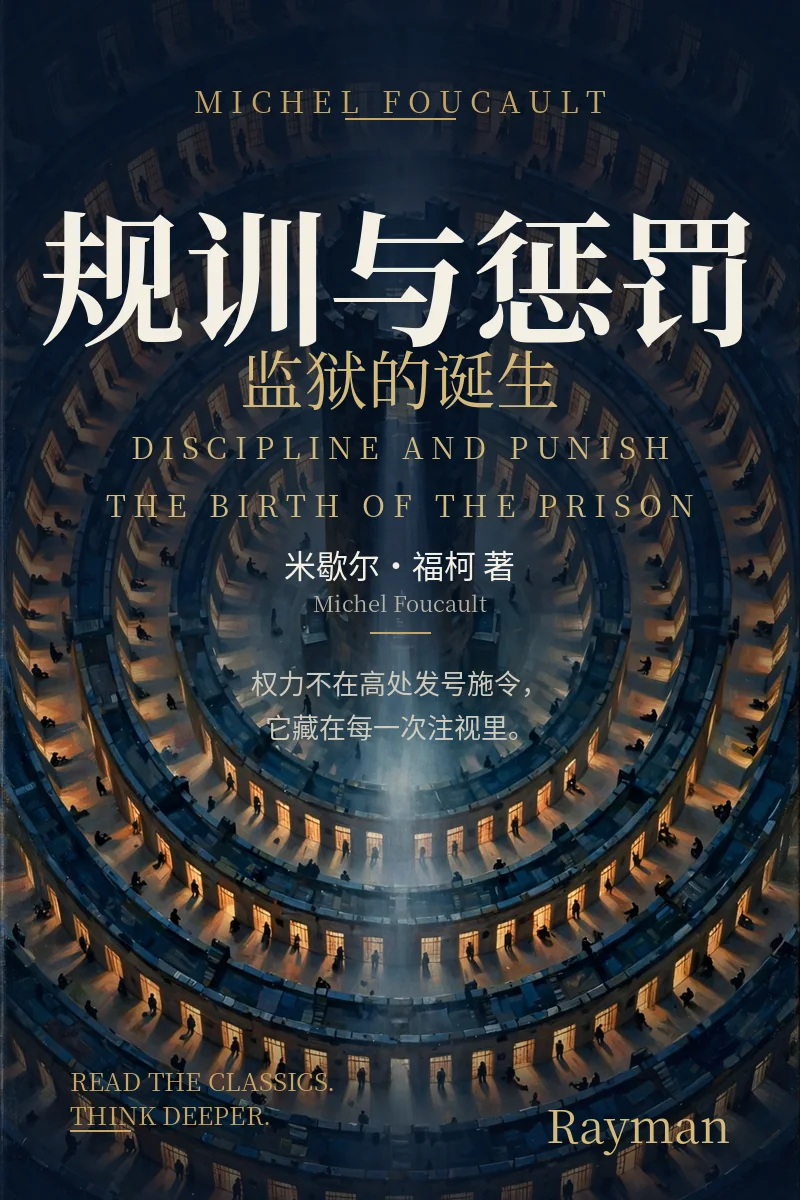 MICHEL FOUCAULT
规训与惩罚
监狱的诞生
DISCIPLINE AND PUNISH
THE BIRTH OF THE PRISON
米歇尔·福柯 著
Michel Foucault
权力不在高处发号施令，
它藏在每一次注视里。
READ THE CLASSICS.
THINK DEEPER.
Rayman